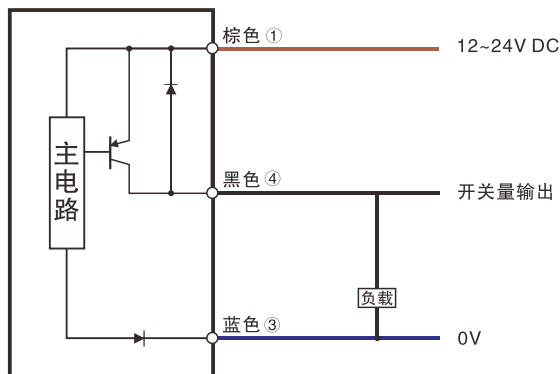 棕色 ①
12~24V DC
主电路
黑色 ④
开关量输出
负载
蓝色 ③
0V